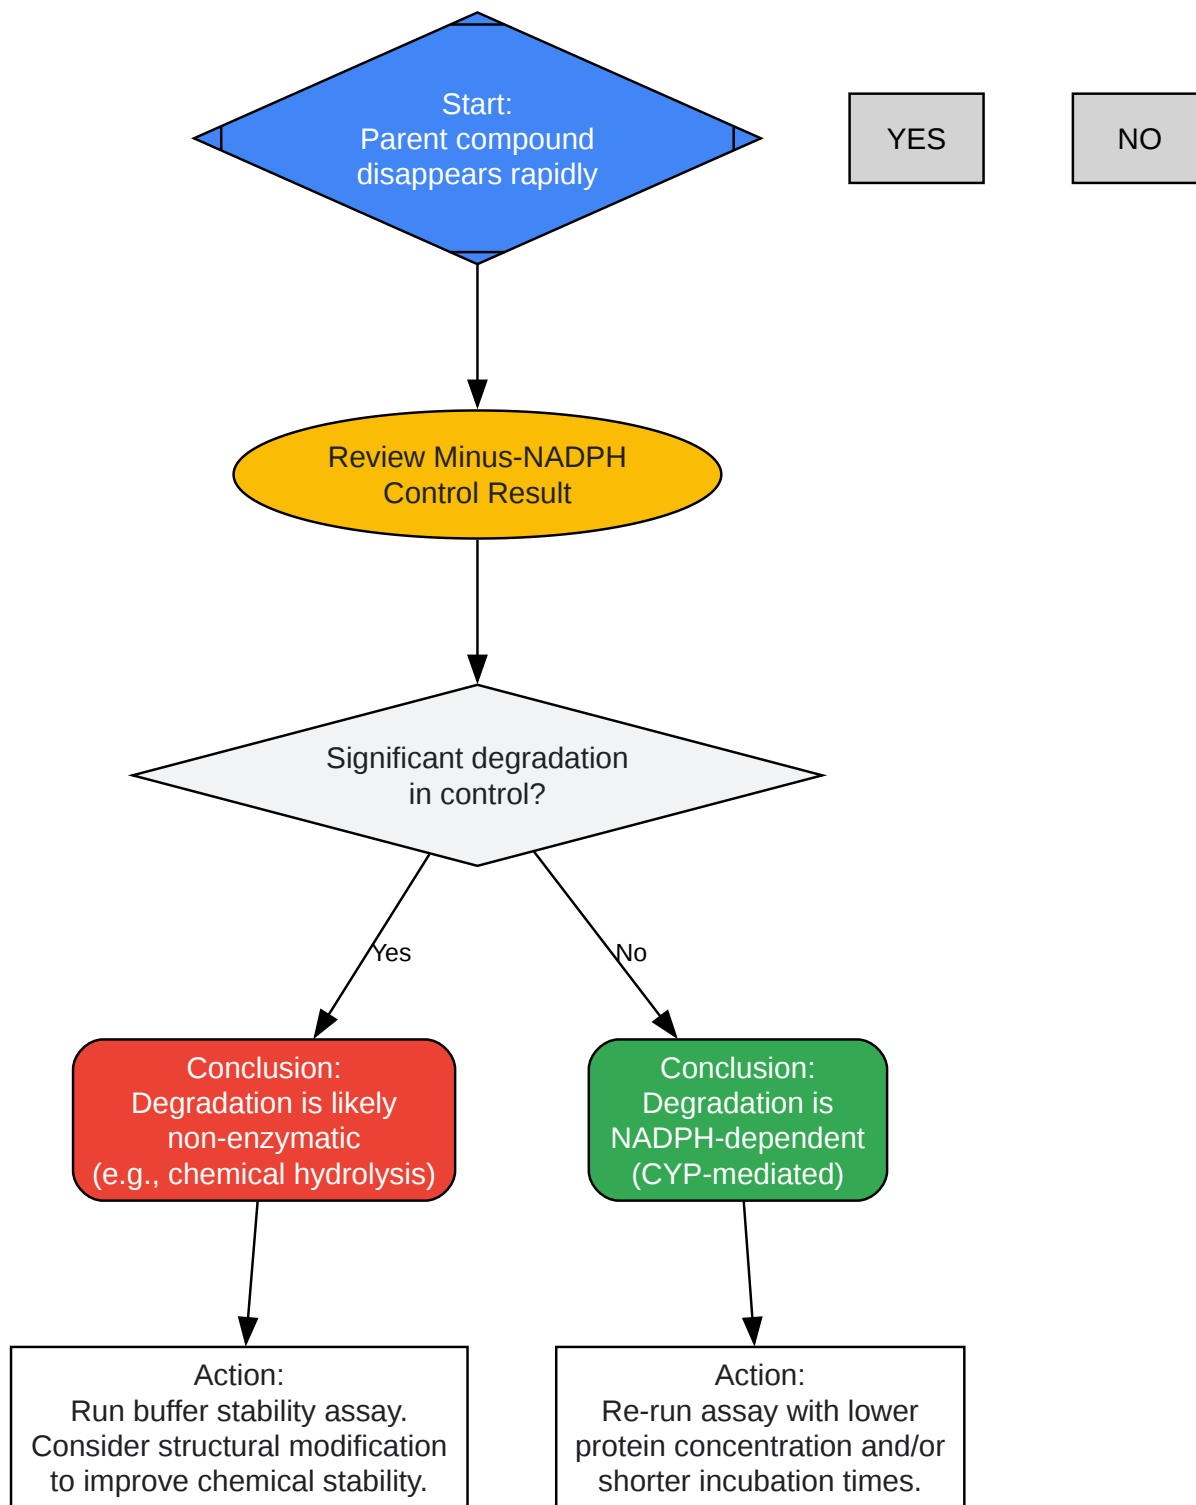 Start:
Parent compound
disappears rapidly
YES
NO
Review Minus-NADPH
Control Result
Significant degradation
in control?
Yes
No
Conclusion:
Degradation is likely
non-enzymatic
(e.g., chemical hydrolysis)
Conclusion:
Degradation is
NADPH-dependent
(CYP-mediated)
Action:
Run buffer stability assay.
Consider structural modification
to improve chemical stability.
Action:
Re-run assay with lower
protein concentration and/or
shorter incubation times.